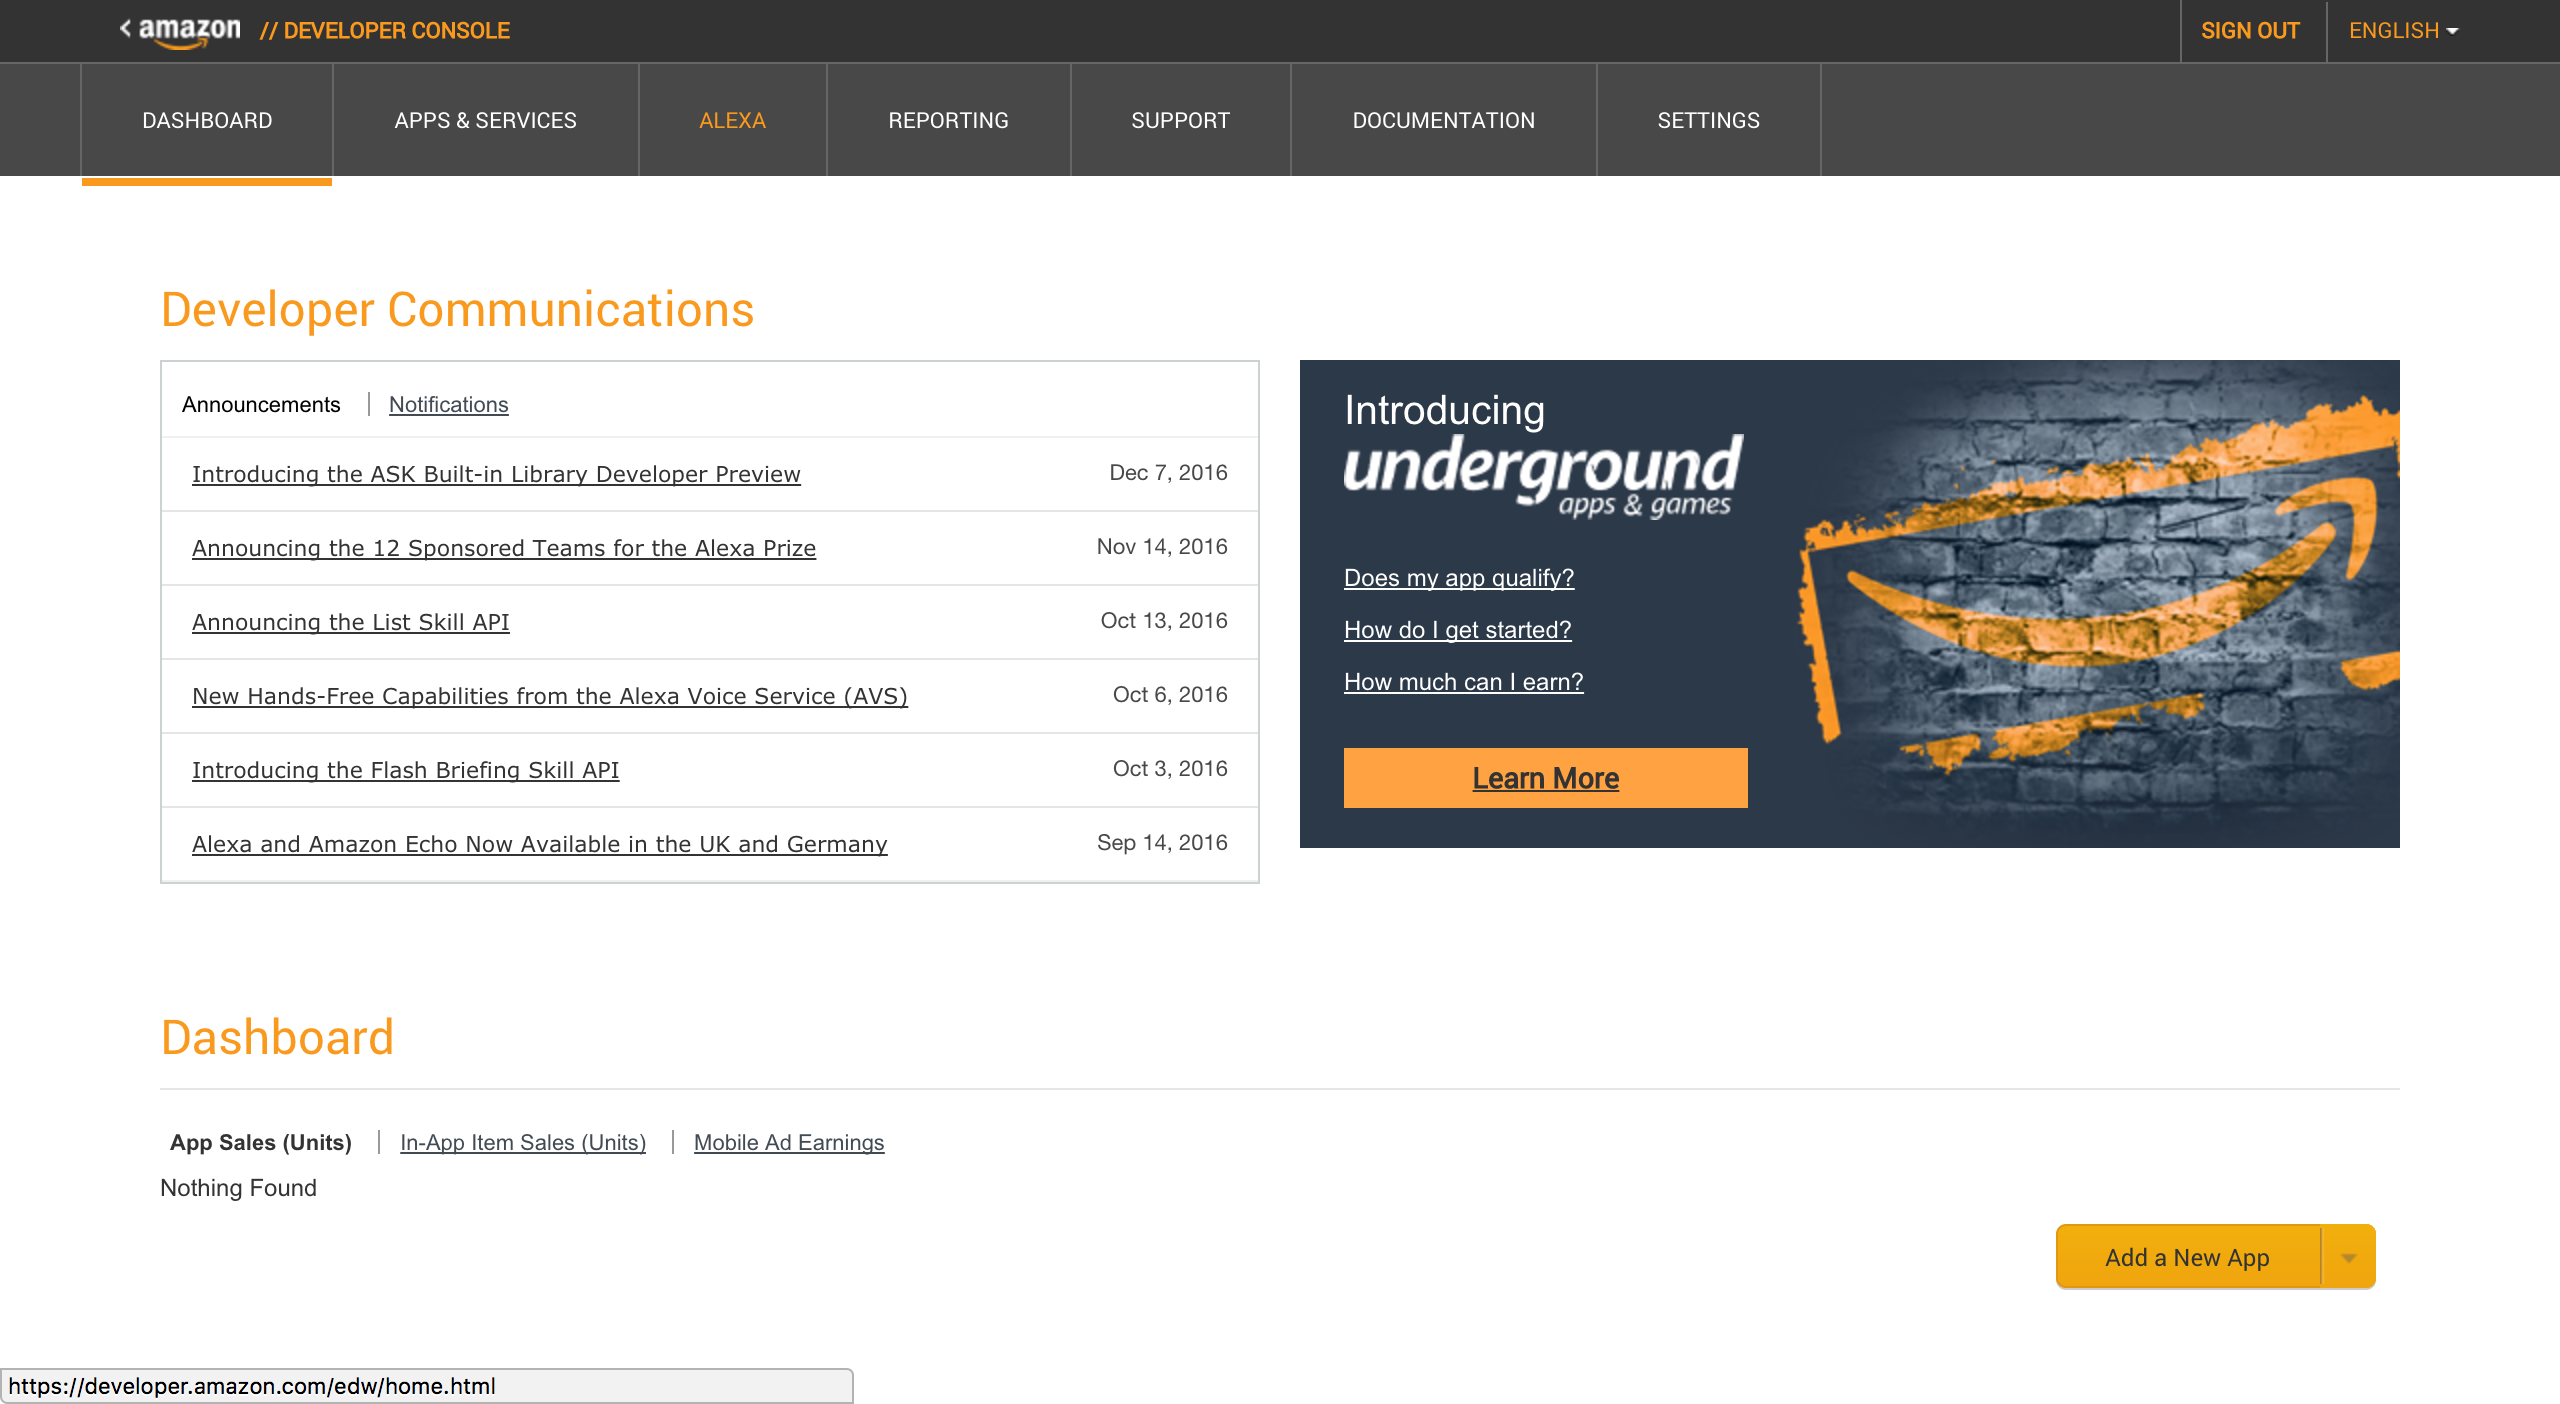 < amazon // DEVELOPER CONSOLE SIGN OUT ENGLISH
DASHBOARD APPS & SERVICES ALEXA REPORTING SUPPORT DOCUMENTATION SETTINGS
Developer Communications
Announcements | Notifications
Introducing the ASK Built-in Library Developer Preview Dec 7, 2016
Announcing the 12 Sponsored Teams for the Alexa Prize Nov 14, 2016
Announcing the List Skill API Oct 13, 2016
New Hands-Free Capabilities from the Alexa Voice Service (AVS) Oct 6, 2016
Introducing the Flash Briefing Skill API Oct 3, 2016
Alexa and Amazon Echo Now Available in the UK and Germany Sep 14, 2016
Introducing
underground
apps & games
Does my app qualify?
How do I get started?
How much can I earn?
Learn More
Dashboard
App Sales (Units) | In-App Item Sales (Units) | Mobile Ad Earnings
Nothing Found
Add a New App
https://developer.amazon.com/edw/home.html